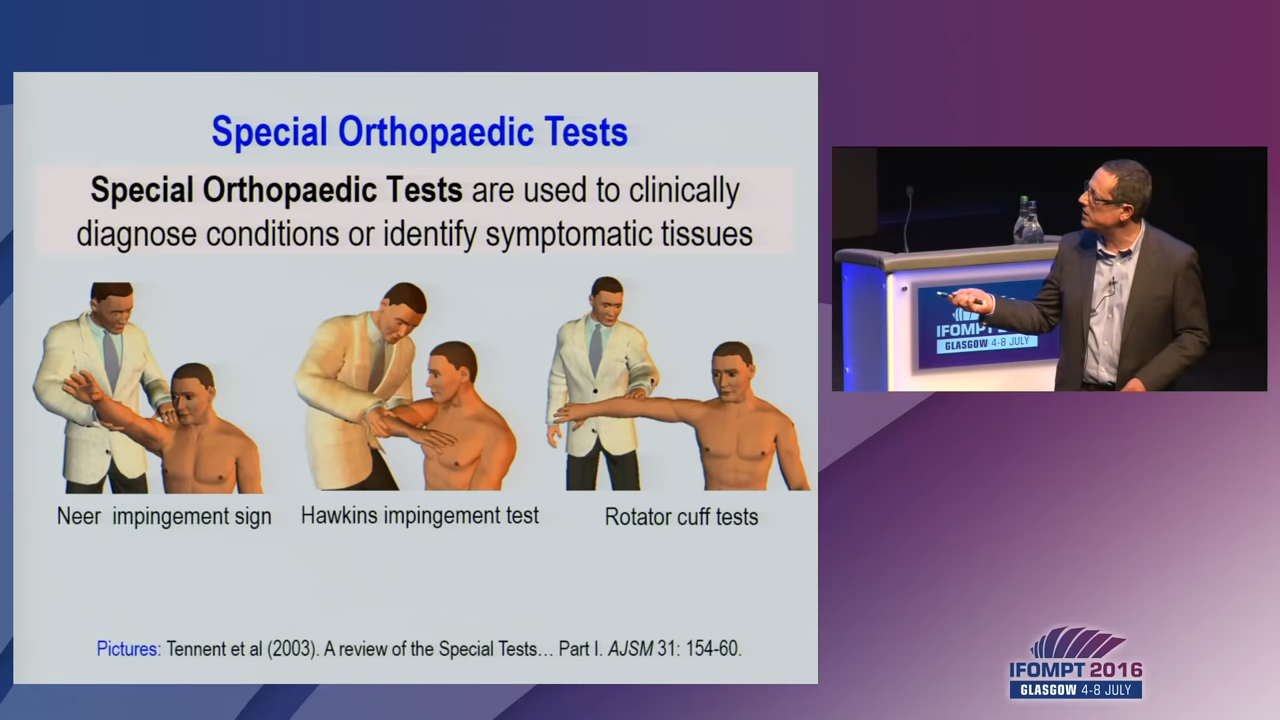 Special Orthopaedic Tests
Special Orthopaedic Tests are used to clinically
diagnose conditions or identify symptomatic tissues
Neer impingement sign
Hawkins impingement test
Rotator cuff tests
Pictures: Tennent et al (2003). A review of the Special Tests… Part I. AJSM 31: 154-60.
IFOMPT 2
GLASGOW 4-8 JULY
IFOMPT 2016
GLASGOW 4-8 JULY